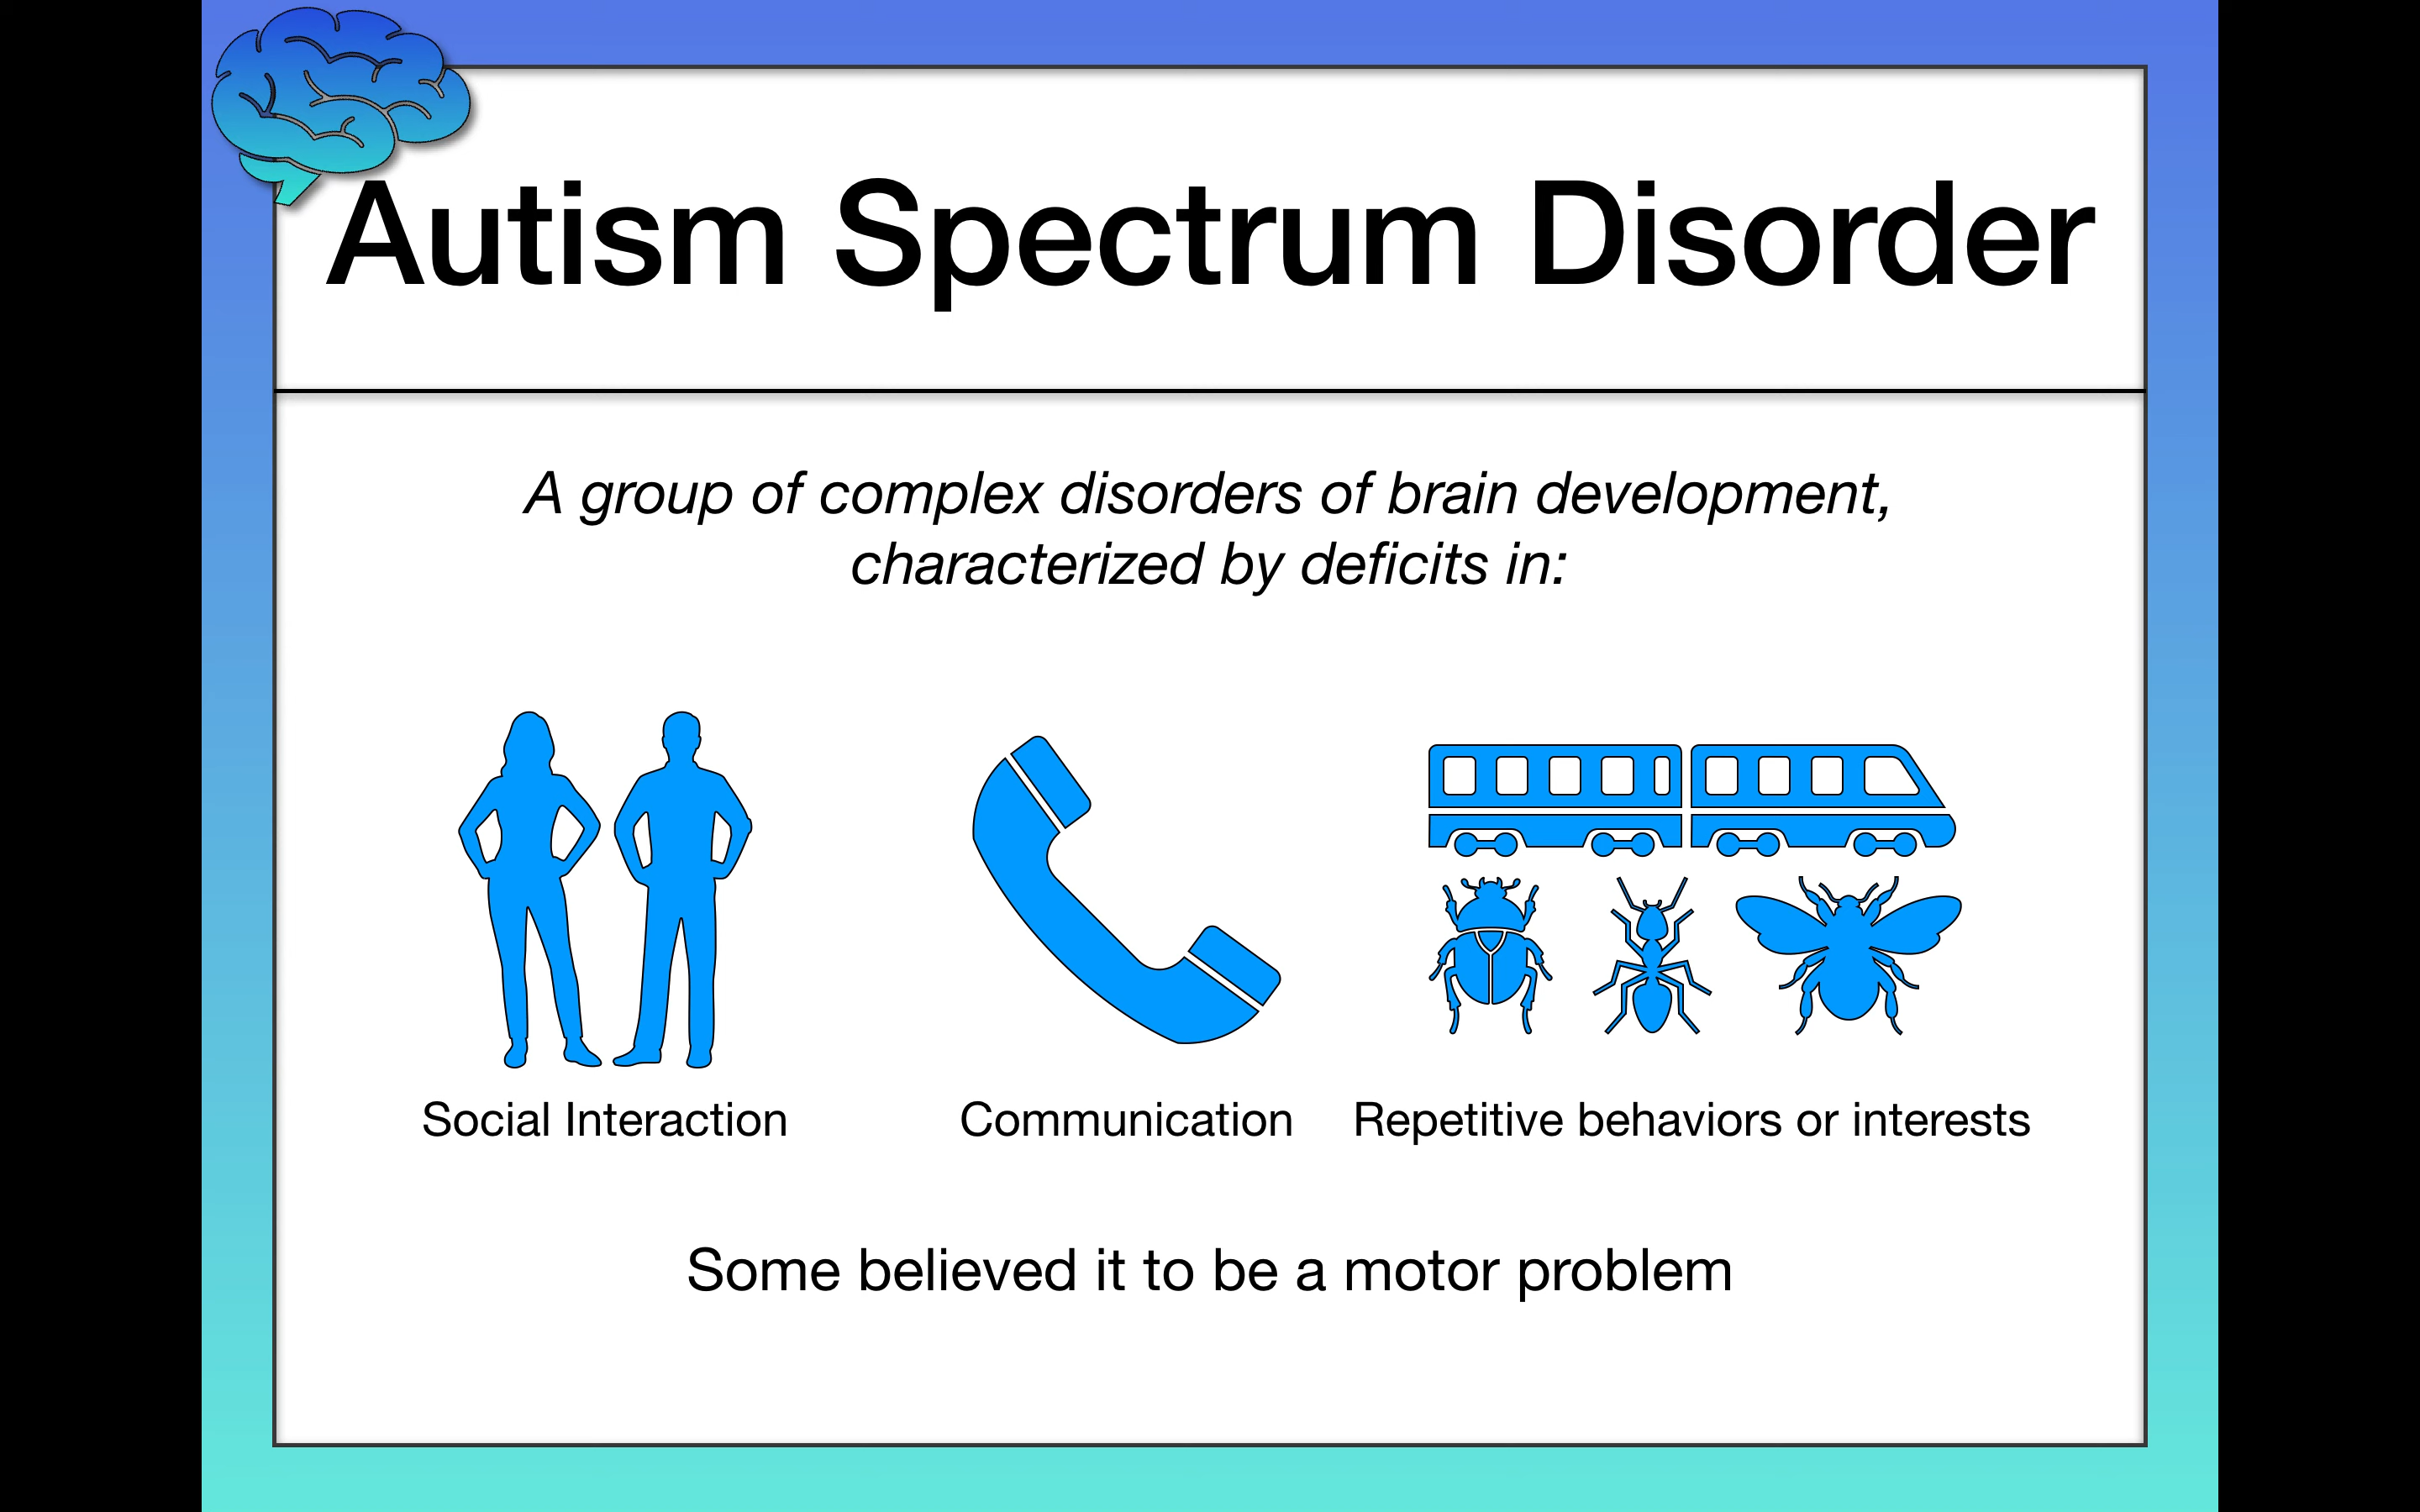 Autism Spectrum Disorder
A group of complex disorders of brain development,
characterized by deficits in:
Social Interaction
Communication
Repetitive behaviors or interests
Some believed it to be a motor problem